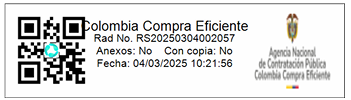 Colombia Compra Eficiente
Rad No. RS20250304002057
Anexos: No Con copia: No
Fecha: 04/03/2025 10:21:56
Agencia Nacional
de Contratación Pública
Colombia Compra Eficiente